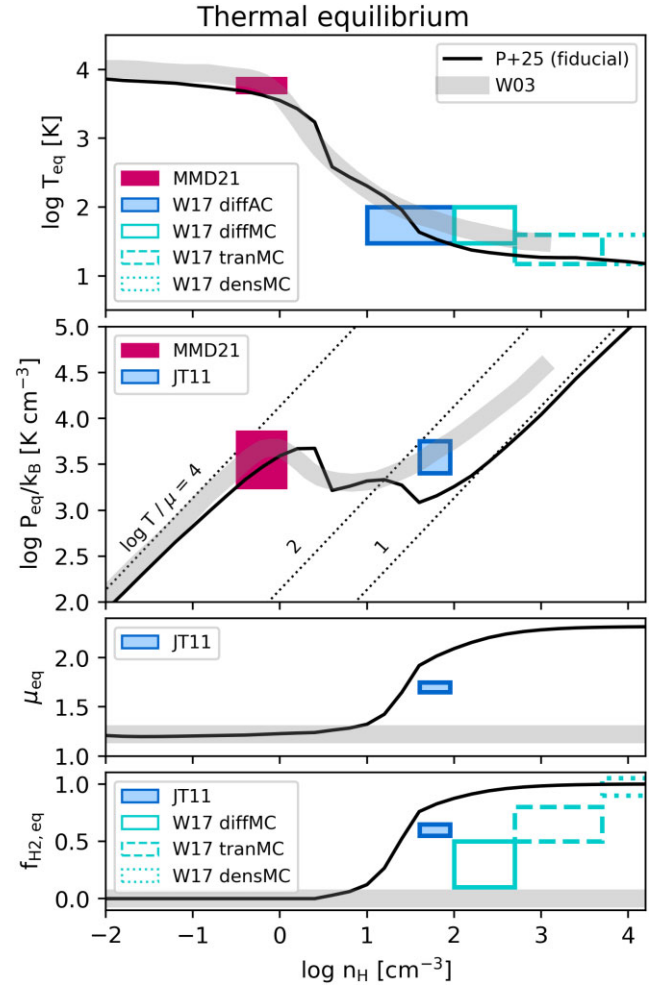 Thermal equilibrium
log T_eq [K]
4
3
2
1
P+25 (fiducial)
W03
MMD21
W17 diffAC
W17 diffMC
W17 tranMC
W17 densMC
log P_eq/k_B [K cm⁻³]
5.0
4.5
4.0
3.5
3.0
2.5
2.0
MMD21
JT11
log T / μ = 4
2
1
μ_eq
2.0
1.5
1.0
JT11
f_H2, eq
1.0
0.5
0.0
JT11
W17 diffMC
W17 tranMC
W17 densMC
−2 −1 0 1 2 3 4
log n_H [cm⁻³]